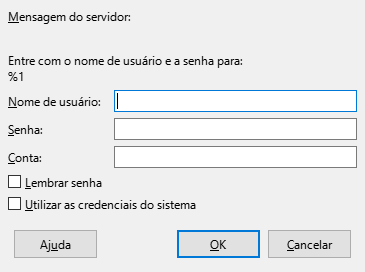 Mensagem do servidor:
Entre com o nome de usuário e a senha para:
%1
Nome de usuário:
Senha:
Conta:
Lembrar senha
Utilizar as credenciais do sistema
Ajuda OK Cancelar